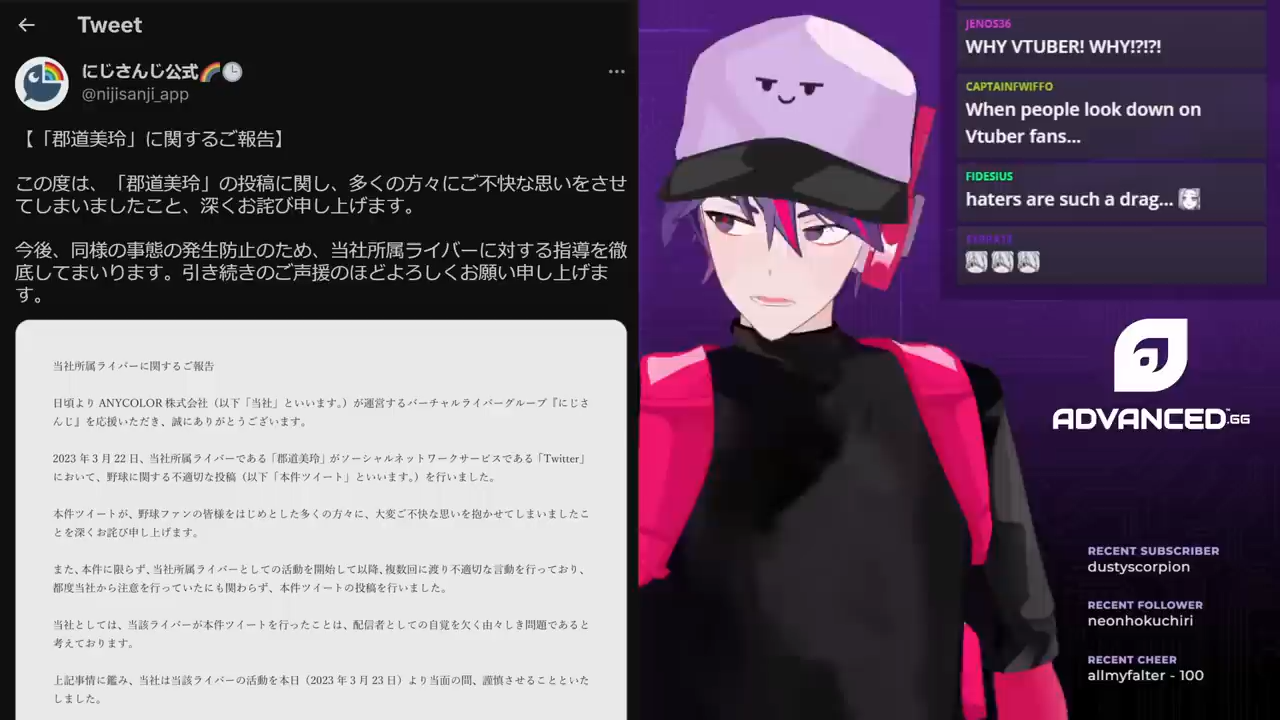 Tweet
にじさんじ公式🌈🕒
@nijisanji_app
【「郡道美玲」に関するご報告】
この度は、「郡道美玲」の投稿に関し、多くの方々にご不快な思いをさせ
てしまいましたこと、深くお詫び申し上げます。
今後、同様の事態の発生防止のため、当社所属ライバーに対する指導を徹
底してまいります。引き続きのご声援のほどよろしくお願い申し上げま
す。
当社所属ライバーに関するご報告
日頃より ANYCOLOR 株式会社（以下「当社」といいます。）が運営するバーチャルライバーグループ『にじさ
んじ』を応援いただき、誠にありがとうございます。
2023 年 3 月 22 日、当社所属ライバーである「郡道美玲」がソーシャルネットワークサービスである「Twitter」
において、野球に関する不適切な投稿（以下「本件ツイート」といいます。）を行いました。
本件ツイートが、野球ファンの皆様をはじめとした多くの方々に、大変ご不快な思いを抱かせてしまいましたこ
とを深くお詫び申し上げます。
また、本件に限らず、当社所属ライバーとしての活動を開始して以降、複数回に渡り不適切な言動を行っており、
都度当社から注意を行っていたにも関わらず、本件ツイートの投稿を行いました。
当社としては、当該ライバーが本件ツイートを行ったことは、配信者としての自覚を欠く由々しき問題であると
考えております。
上記事情に鑑み、当社は当該ライバーの活動を本日（2023 年 3 月 23 日）より当面の間、謹慎させることといた
しました。
JENOS36
WHY VTUBER! WHY!?!?!
CAPTAINFWIFFO
When people look down on
Vtuber fans...
FIDESIUS
haters are such a drag...
ADVANCED.GG
RECENT SUBSCRIBER
dustyscorpion
RECENT FOLLOWER
neonhokuchiri
RECENT CHEER
allmyfalter - 100